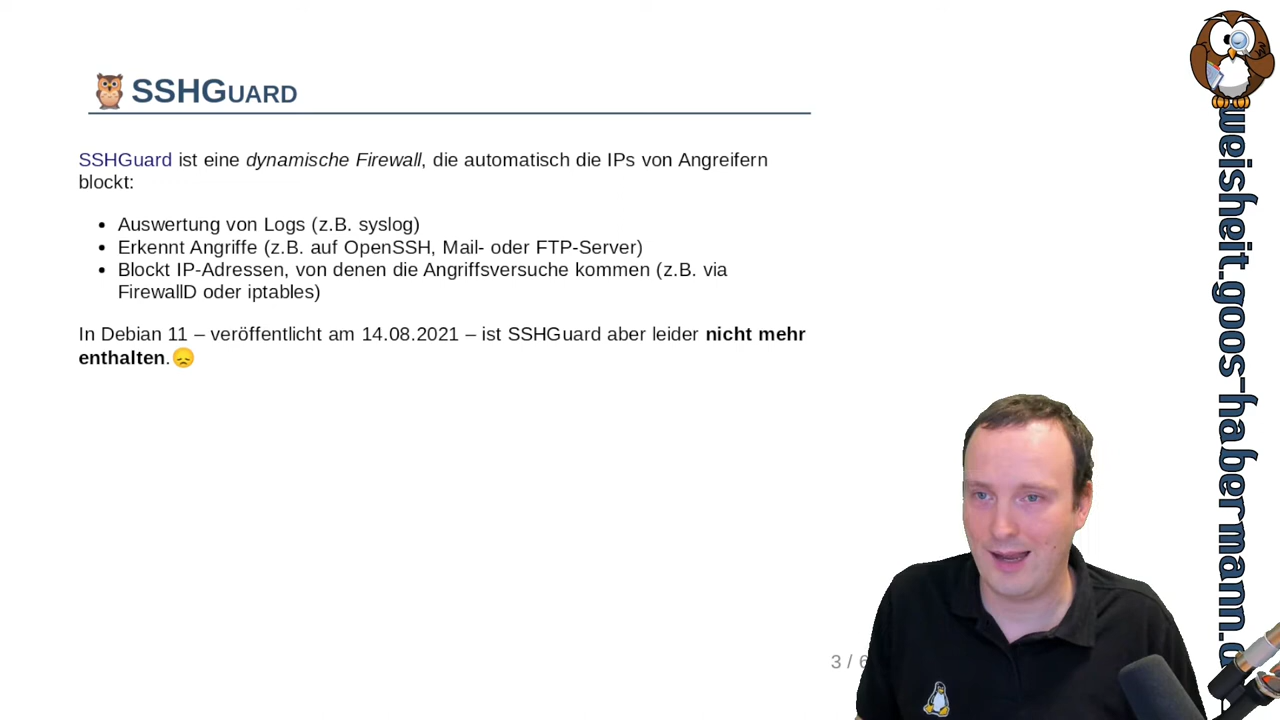 SSHGUARD
SSHGuard ist eine dynamische Firewall, die automatisch die IPs von Angreifern
blockt:
• Auswertung von Logs (z.B. syslog)
• Erkennt Angriffe (z.B. auf OpenSSH, Mail- oder FTP-Server)
• Blockt IP-Adressen, von denen die Angriffsversuche kommen (z.B. via
FirewallD oder iptables)
In Debian 11 – veröffentlicht am 14.08.2021 – ist SSHGuard aber leider nicht mehr
enthalten.😞
3 / 6
weisheit.goos-habermann.d